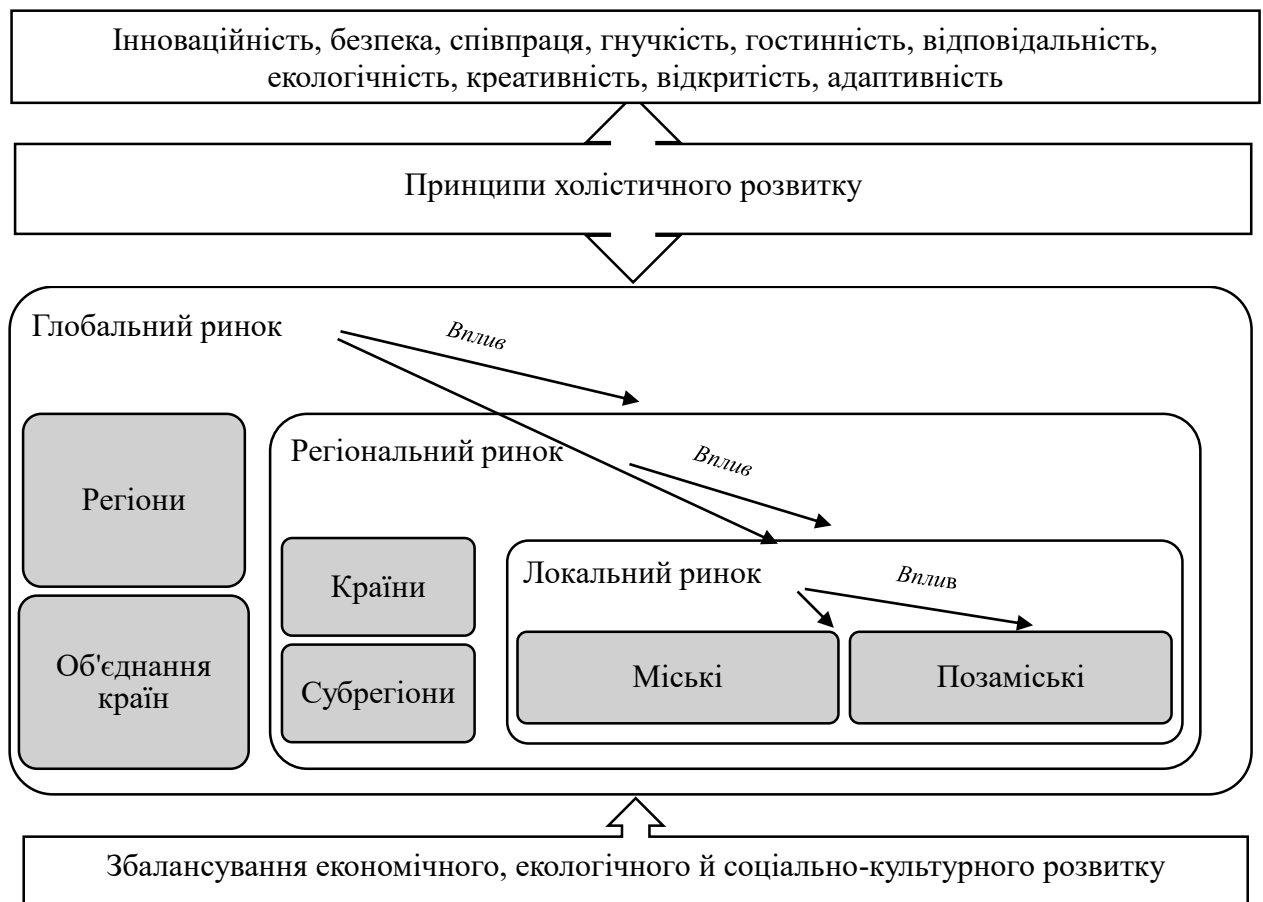 Інноваційність, безпека, співпраця, гнучкість, гостинність, відповідальність,
екологічність, креативність, відкритість, адаптивність
Принципи холістичного розвитку
Глобальний ринок
Вплив
Регіони
Об'єднання
країн
Регіональний ринок
Вплив
Країни
Субрегіони
Локальний ринок
Вплив
Міські
Позаміські
Збалансування економічного, екологічного й соціально-культурного розвитку